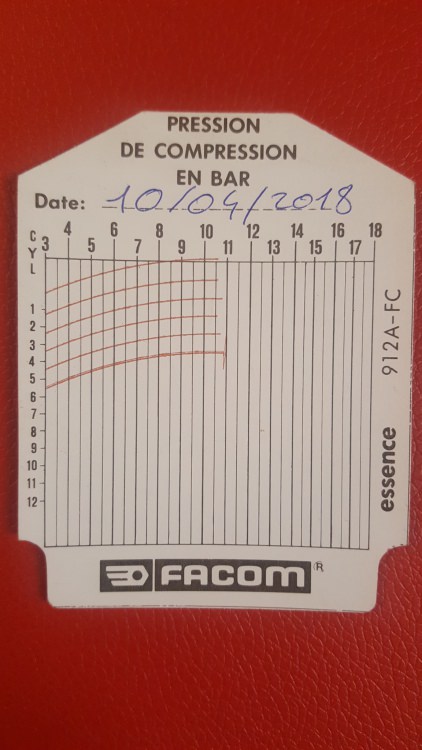 PRESSION
DE COMPRESSION
EN BAR
Date: 10/04/2018
CYL
4 6 8 10 12 14 16 18
3 5 7 9 11 13 15 17
1
2
3
4
5
6
7
8
9
10
11
12
912A-FC
essence
FACOM ®